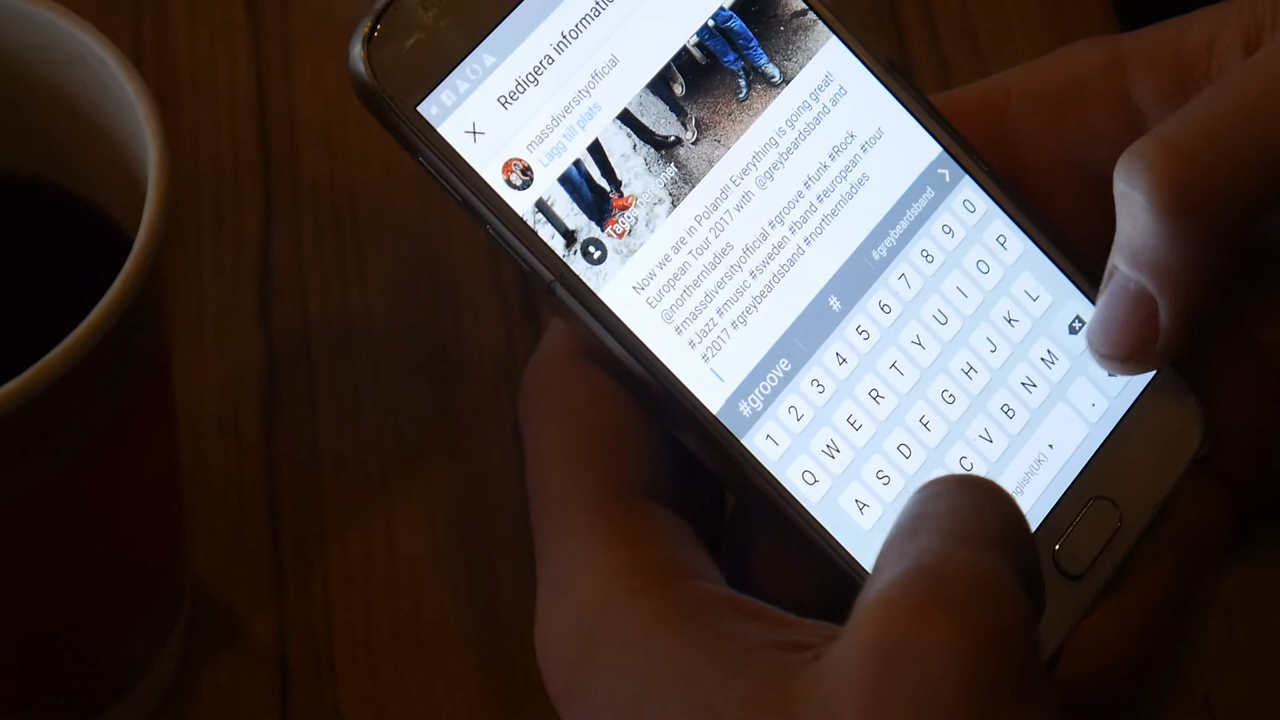 Redigera informatio
massdiversityofficial
Lägg till plats
Tagga personer
Now we are in Poland!! Everything is going great!
European Tour 2017 with @greybeardsband and
@northernladies
#massdiversityofficial #groove #funk #Rock
#Jazz #music #sweden #band #european #tour
#2017 #greybeardsband #northernladies
#groove # #greybeardsband
1 2 3 4 5 6 7 8 9 0
Q W E R T Y U I O P
A S D F G H J K L
C V B N M
nglish(UK) .